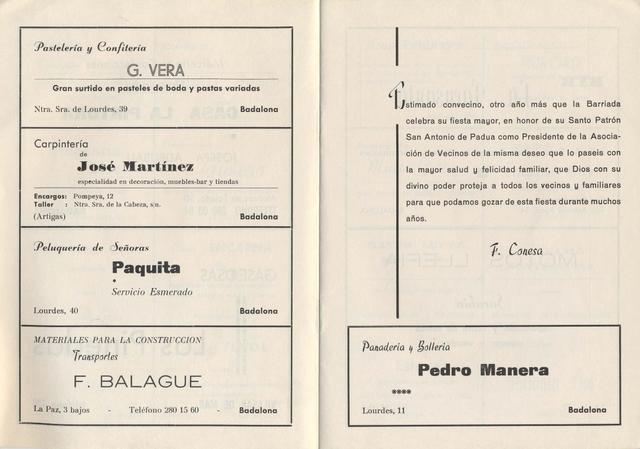 Pastelería y Confitería
G. VERA
Gran surtido en pasteles de boda y pastas variadas
Ntra. Sra. de Lourdes, 39 Badalona
Carpintería
de
José Martínez
especialidad en decoración, muebles-bar y tiendas
Encargos: Pompeya, 12
Taller : Ntra. Sra. de la Cabeza, s/n.
(Artigas) Badalona
Peluquería de Señoras
Paquita
Servicio Esmerado
Lourdes, 40 Badalona
MATERIALES PARA LA CONSTRUCCION
Transportes
F. BALAGUE
La Paz, 3 bajos - Teléfono 280 15 60 - Badalona
Estimado convecino, otro año más que la Barriada
celebra su fiesta mayor, en honor de su Santo Patrón
San Antonio de Padua como Presidente de la Asocia-
ción de Vecinos de la misma deseo que lo paseis con
la mayor salud y felicidad familiar, que Dios con su
divino poder proteja a todos los vecinos y familiares
para que podamos gozar de esta fiesta durante muchos
años.
F. Conesa
Panadería y Bollería
Pedro Manera
****
Lourdes, 11 Badalona